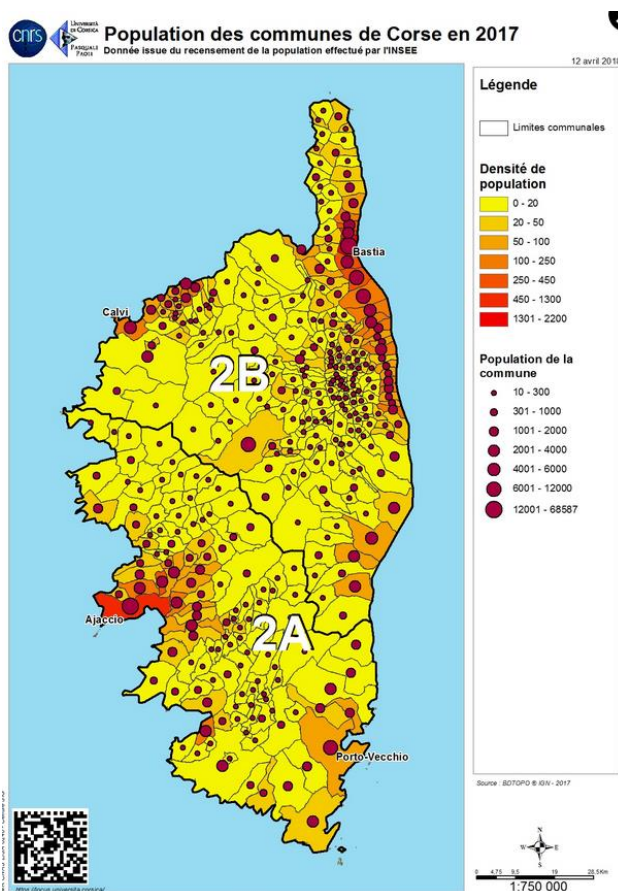 cnrs
UNIVERSITÀ
DI CORSICA
PASQUALE
PAOLI
Population des communes de Corse en 2017
Donnée issue du recensement de la population effectué par l'INSEE
12 avril 2018
Légende
Limites communales
Densité de
population
0 - 20
20 - 50
50 - 100
100 - 250
250 - 450
450 - 1300
1301 - 2200
Population de la
commune
10 - 300
301 - 1000
1001 - 2000
2001 - 4000
4001 - 6000
6001 - 12000
12001 - 68587
Bastia
Calvi
2B
Ajaccio
2A
Porto-Vecchio
Source : BDTOPO ® IGN - 2017
N
W
E
S
0 4,75 9,5 19 28,5 Km
1:750 000